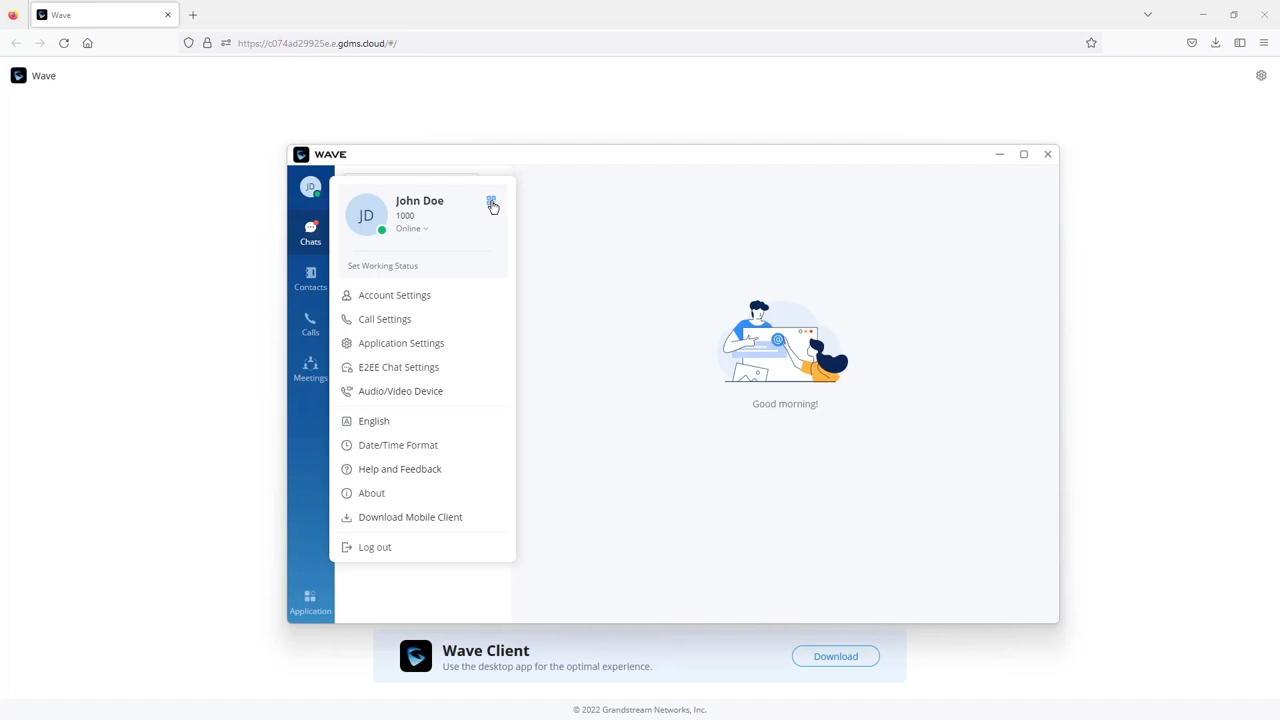 Wave
https://c074ad29925e.e.gdms.cloud/#/
Wave
WAVE
JD
Chats
Contacts
Calls
Meetings
Application
JD
John Doe
1000
Online
Set Working Status
Account Settings
Call Settings
Application Settings
E2EE Chat Settings
Audio/Video Device
English
Date/Time Format
Help and Feedback
About
Download Mobile Client
Log out
@
Good morning!
Wave Client
Use the desktop app for the optimal experience.
Download
© 2022 Grandstream Networks, Inc.